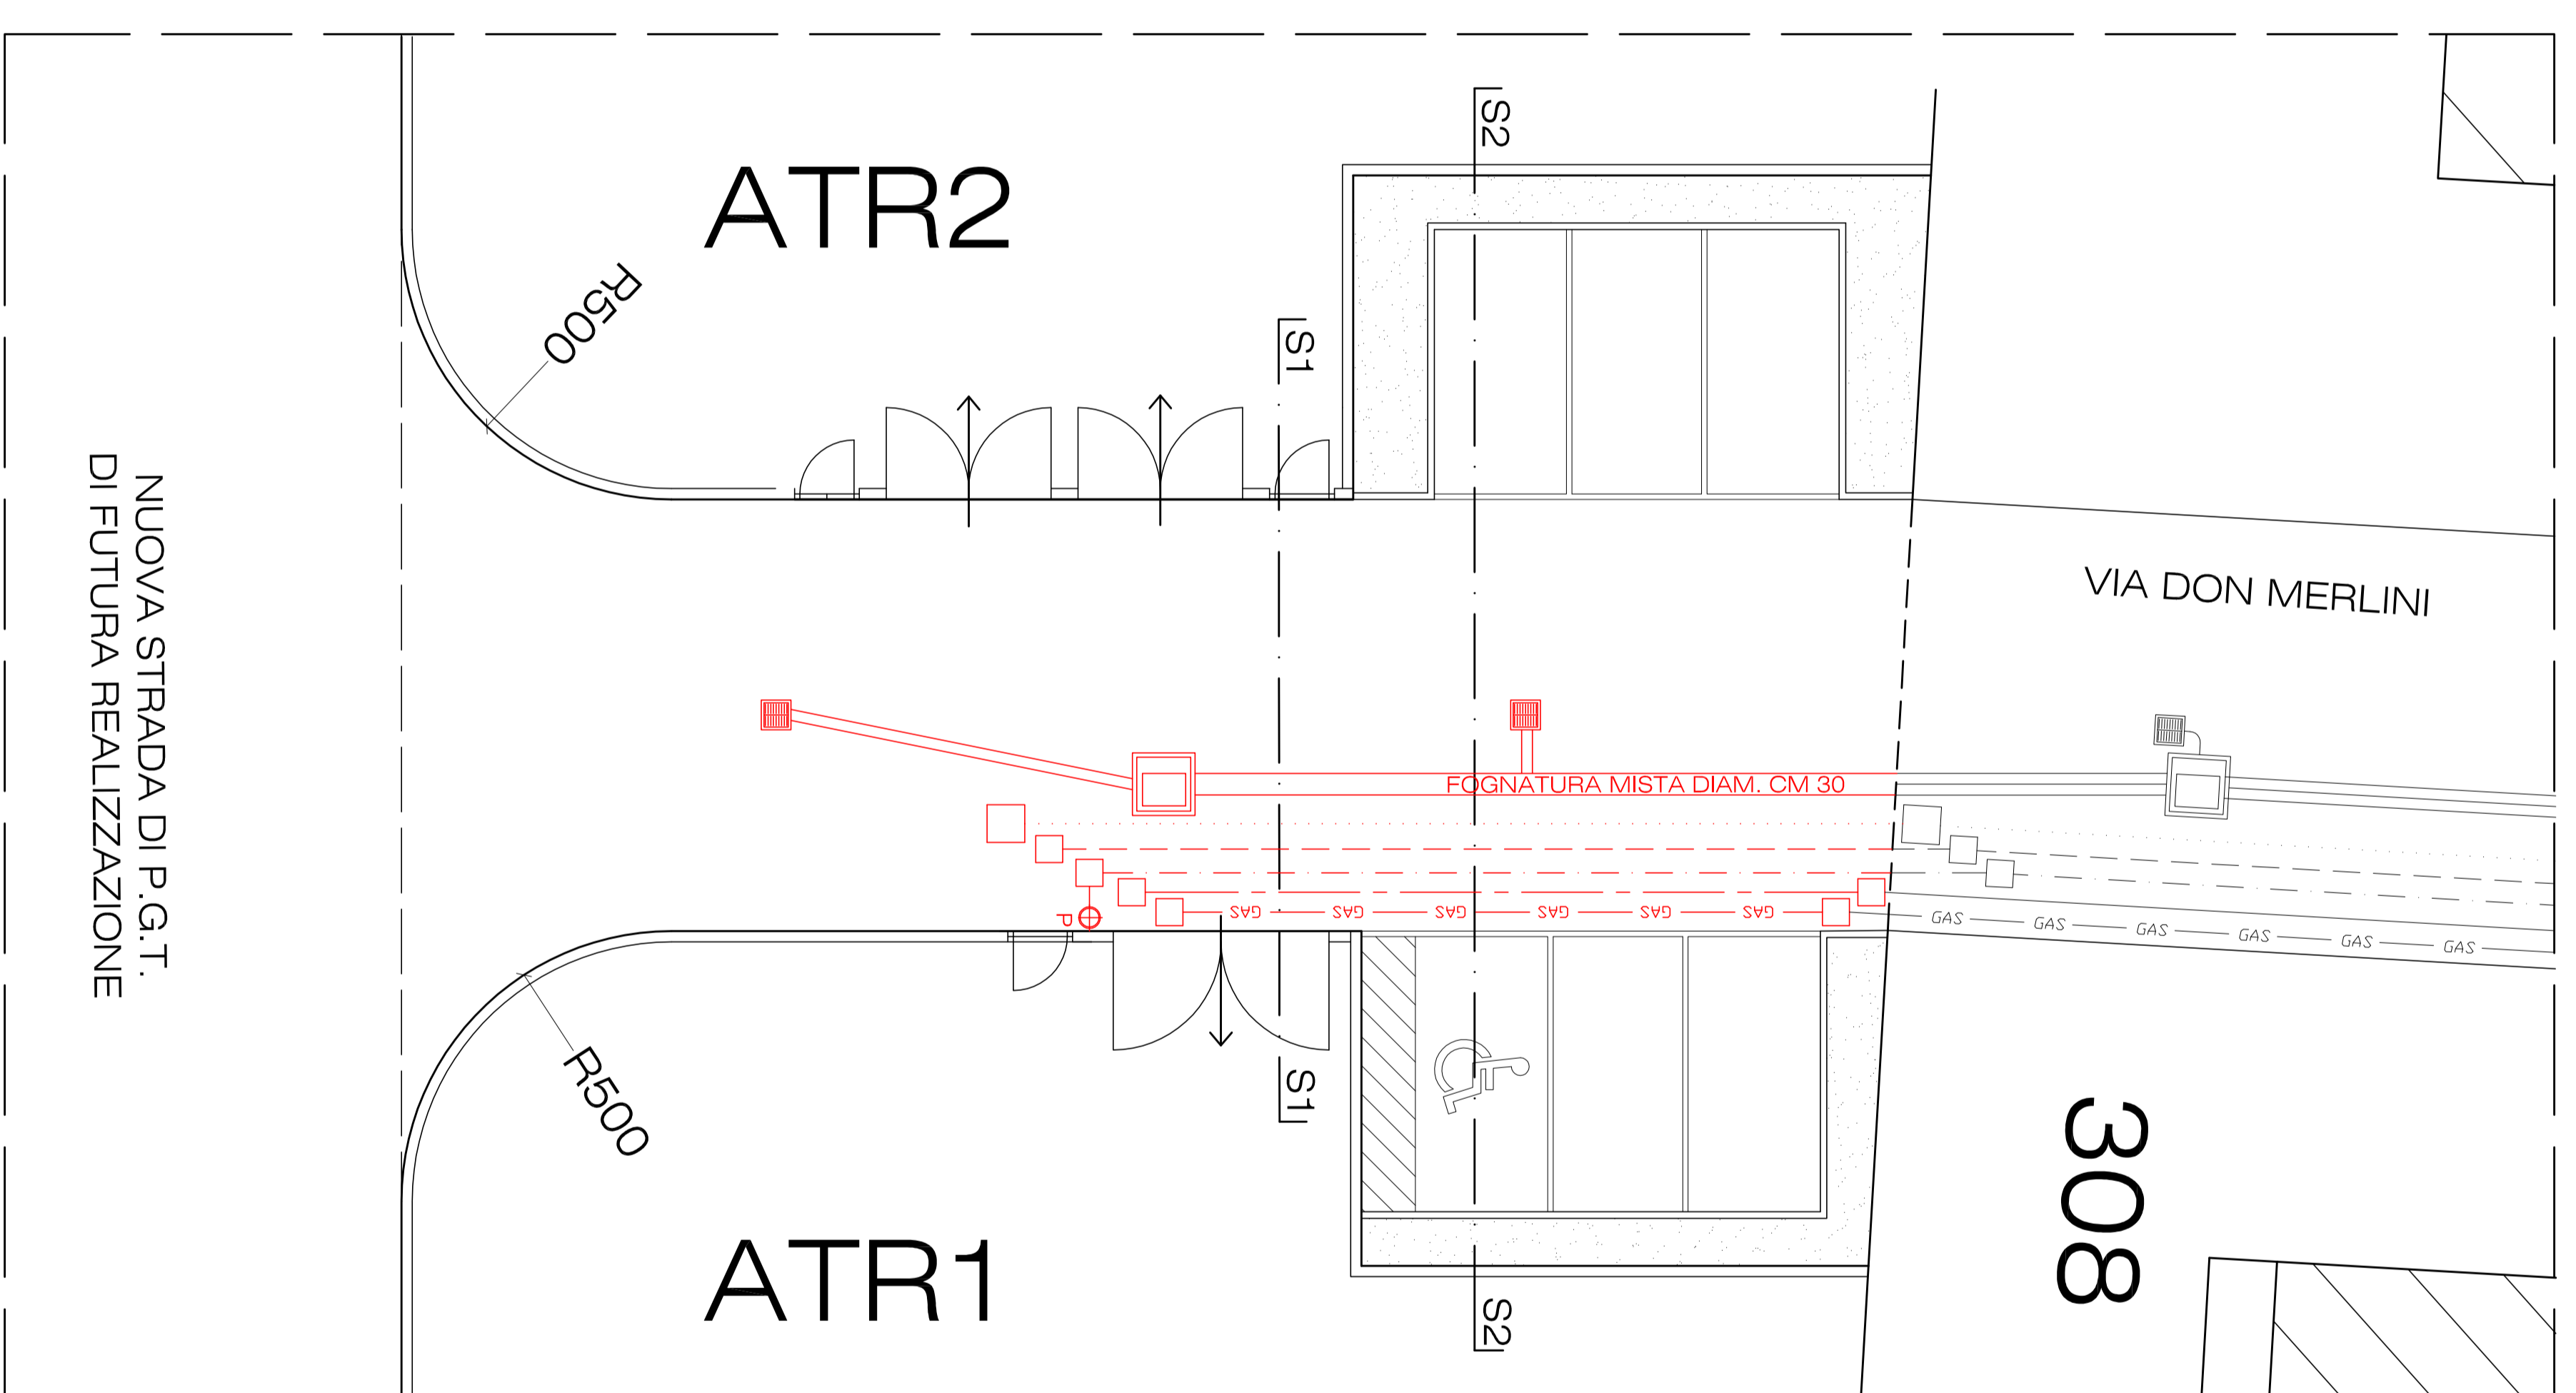 S2
ATR2
R500
S1
NUOVA STRADA DI P.G.T.
DI FUTURA REALIZZAZIONE
VIA DON MERLINI
FOGNATURA MISTA DIAM. CM 30
P
GAS GAS GAS GAS GAS GAS
GAS GAS GAS GAS GAS GAS
R500
S1
308
ATR1
S2